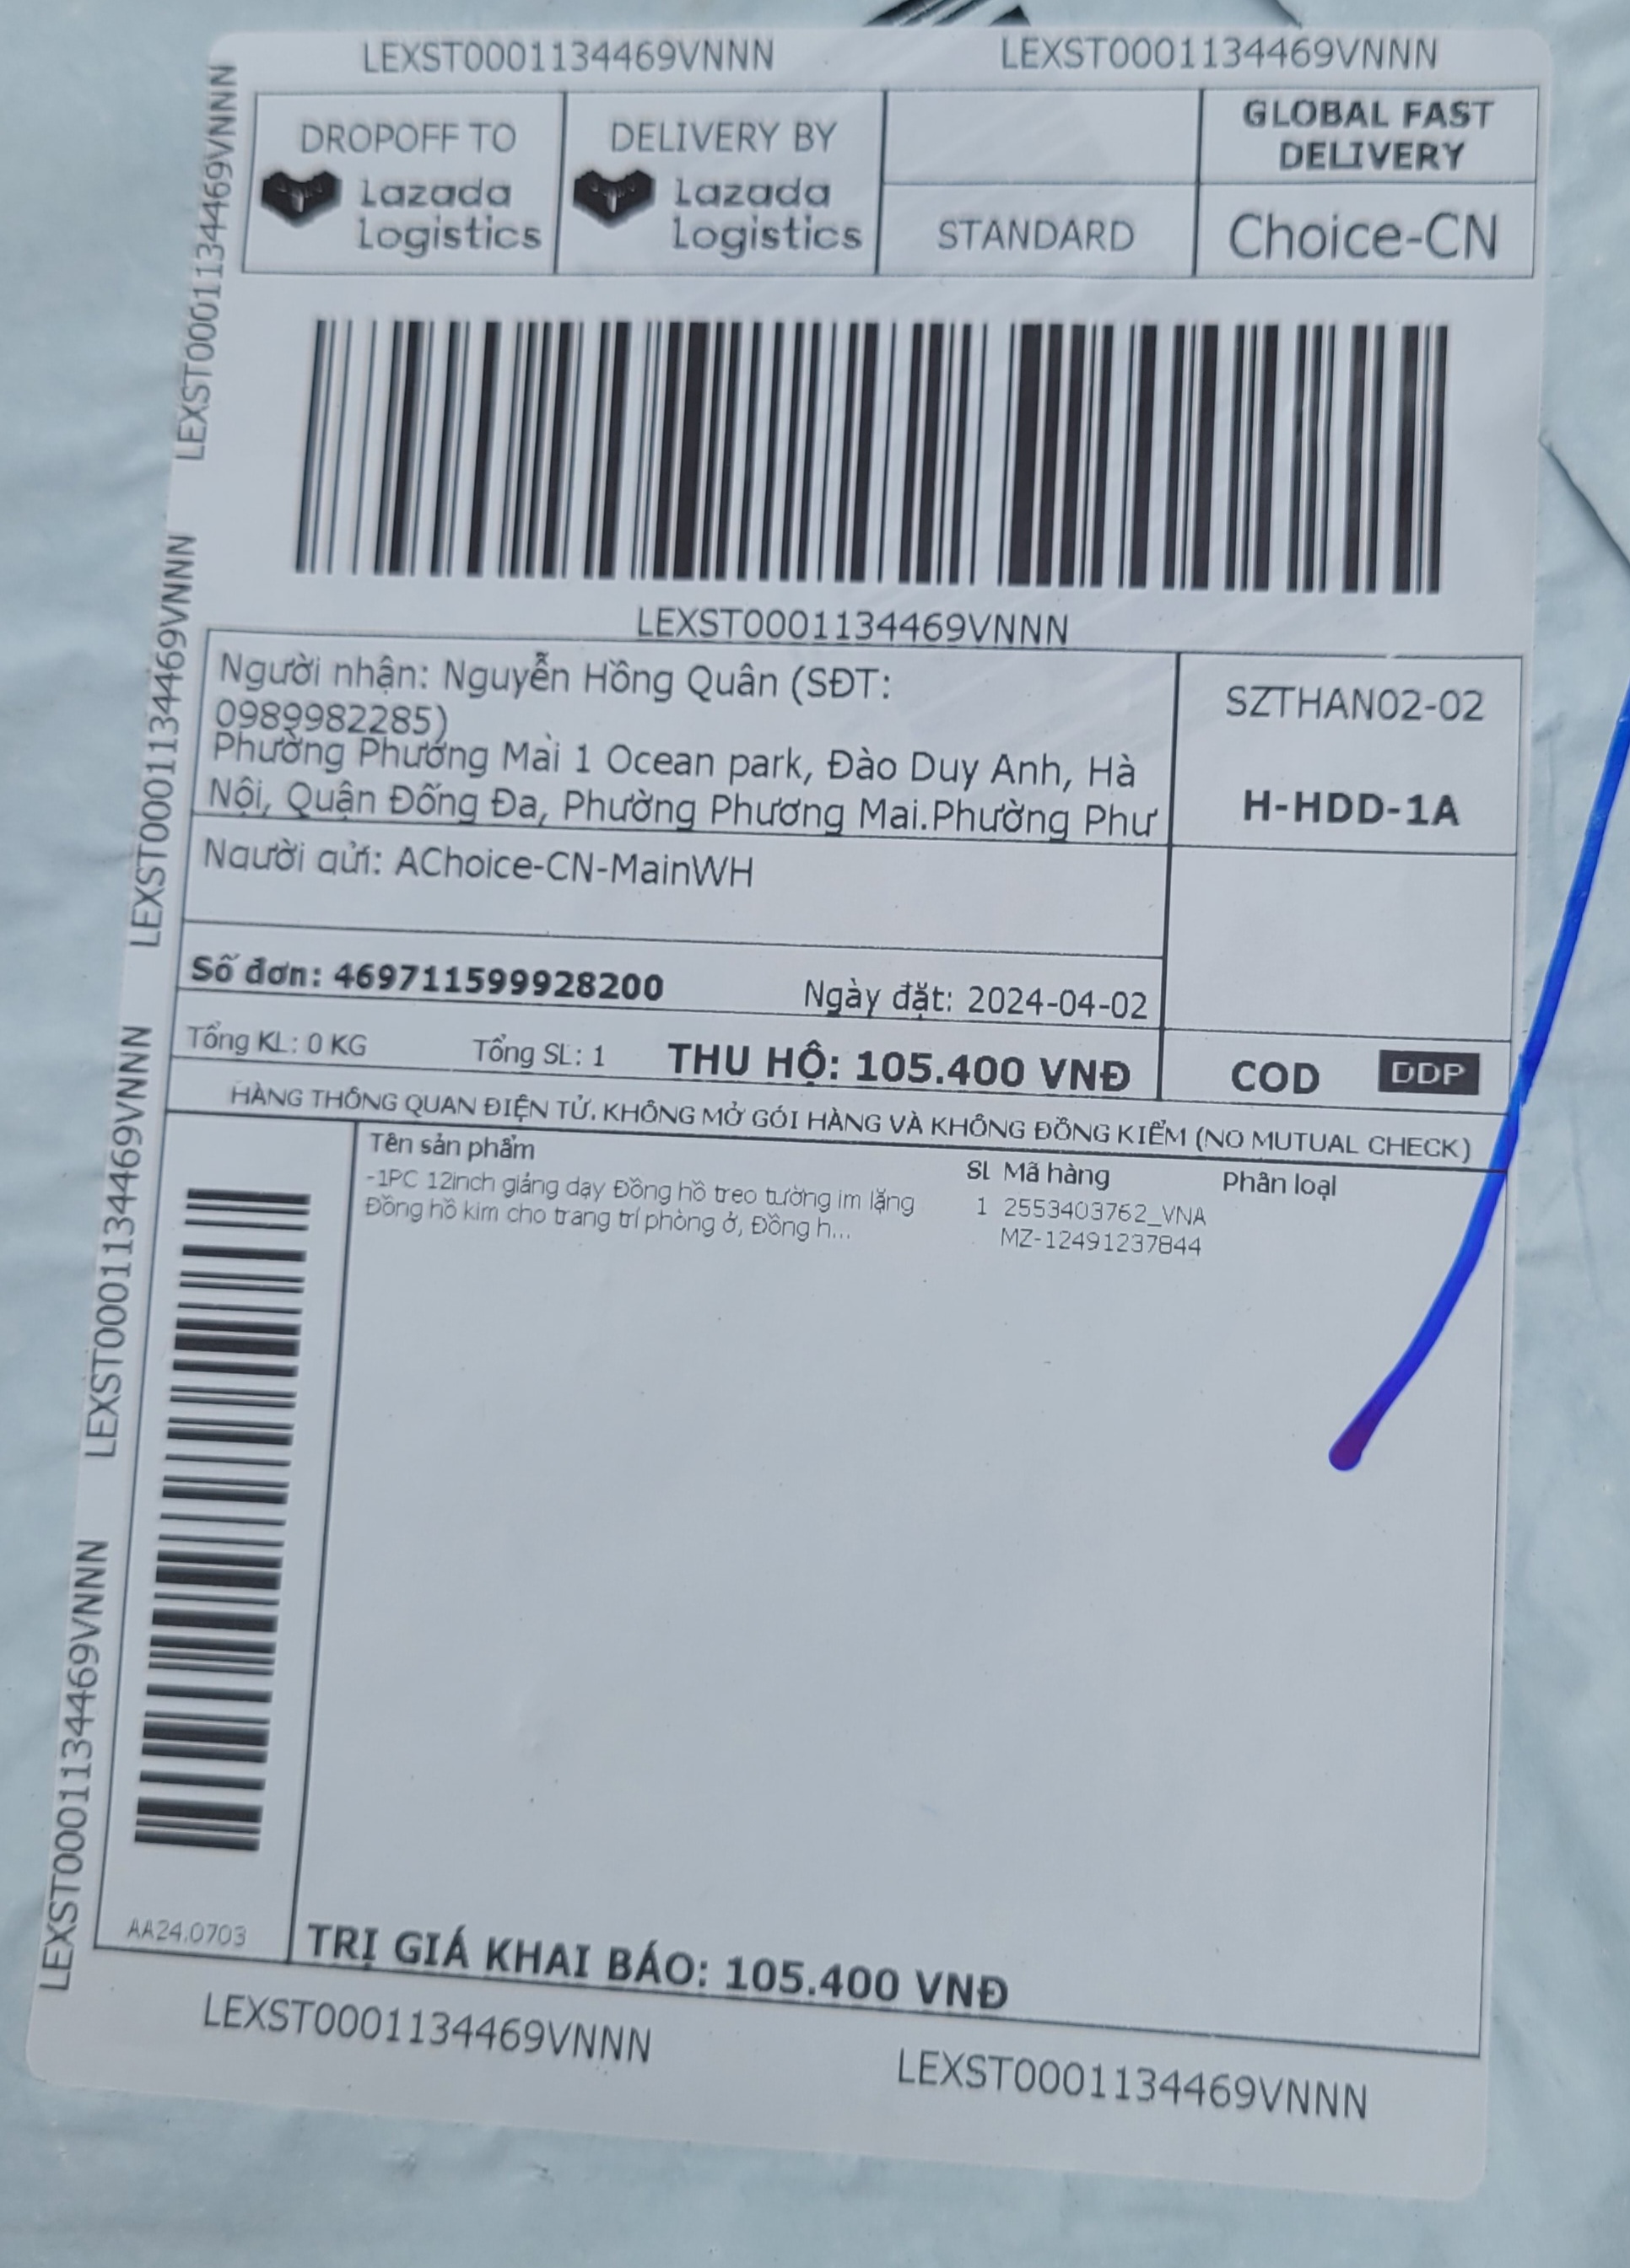 LEXST0001134469VNNN
LEXST0001134469VNNN
DROPOFF TO
Lazada
Logistics
DELIVERY BY
Lazada
Logistics
STANDARD
GLOBAL FAST
DELIVERY
Choice-CN
LEXST0001134469VNNN
LEXST0001134469VNNN
LEXST0001134469VNNN
LEXST0001134469VNNN
LEXST0001134469VNNN
Người nhận: Nguyễn Hồng Quân (SĐT:
0989982285)
Phường Phương Mai 1 Ocean park, Đào Duy Anh, Hà
Nội, Quận Đống Đa, Phường Phương Mai.Phường Phư
SZTHAN02-02
H-HDD-1A
Người gửi: AChoice-CN-MainWH
Số đơn: 469711599928200
Ngày đặt: 2024-04-02
Tổng KL: 0 KG
Tổng SL: 1
THU HỘ: 105.400 VNĐ
COD
DDP
HÀNG THÔNG QUAN ĐIỆN TỬ. KHÔNG MỞ GÓI HÀNG VÀ KHÔNG ĐỒNG KIỂM (NO MUTUAL CHECK)
Tên sản phẩm
SL Mã hàng
Phân loại
-1PC 12inch giảng dạy Đồng hồ treo tường im lặng
Đồng hồ kim cho trang trí phòng ở, Đồng h...
1 2553403762_VNA
MZ-12491237844
AA24.0703
TRỊ GIÁ KHAI BÁO: 105.400 VNĐ
LEXST0001134469VNNN
LEXST0001134469VNNN